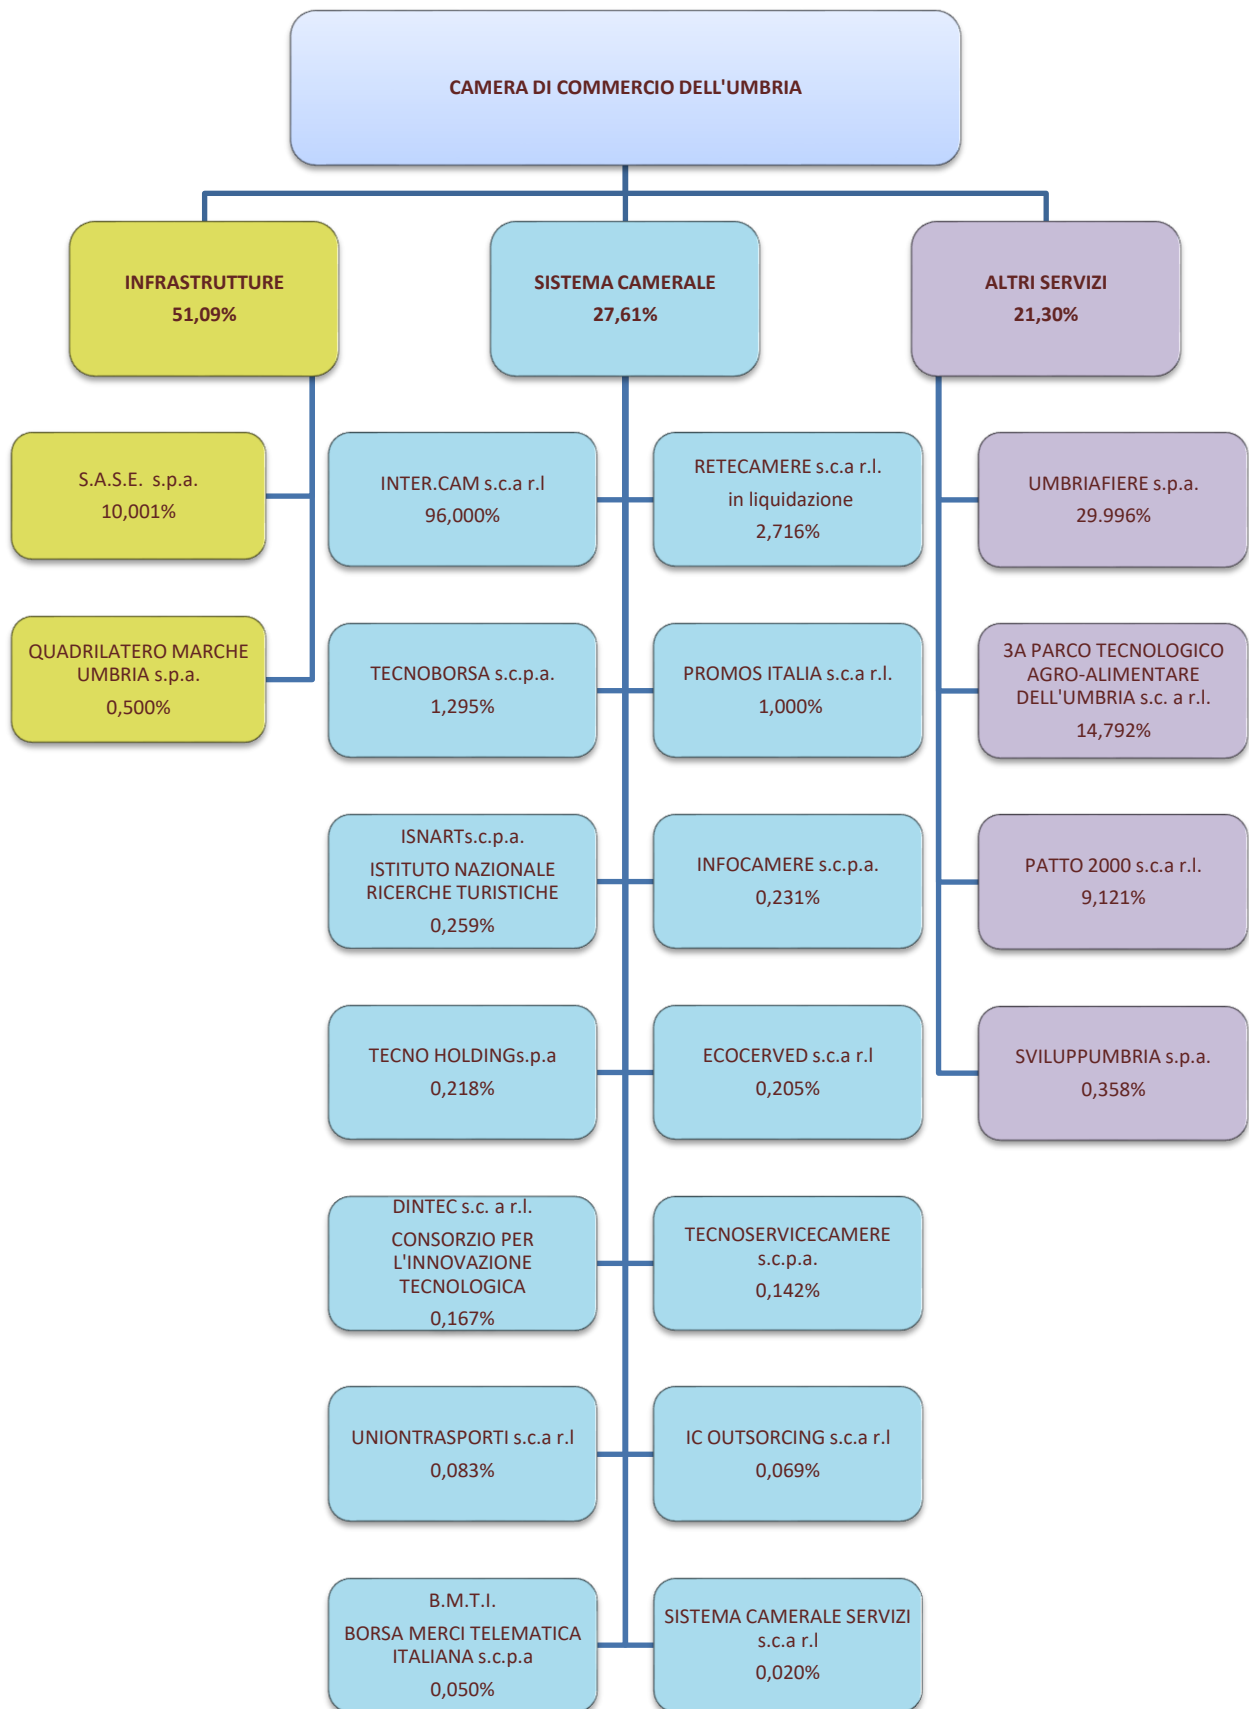 CAMERA DI COMMERCIO DELL'UMBRIA
INFRASTRUTTURE
51,09%
SISTEMA CAMERALE
27,61%
ALTRI SERVIZI
21,30%
S.A.S.E. s.p.a.
10,001%
QUADRILATERO MARCHE
UMBRIA s.p.a.
0,500%
INTER.CAM s.c.a r.l
96,000%
RETECAMERE s.c.a r.l.
in liquidazione
2,716%
TECNOBORSA s.c.p.a.
1,295%
PROMOS ITALIA s.c.a r.l.
1,000%
ISNARTs.c.p.a.
ISTITUTO NAZIONALE
RICERCHE TURISTICHE
0,259%
INFOCAMERE s.c.p.a.
0,231%
TECNO HOLDINGs.p.a
0,218%
ECOCERVED s.c.a r.l
0,205%
DINTEC s.c. a r.l.
CONSORZIO PER
L'INNOVAZIONE
TECNOLOGICA
0,167%
TECNOSERVICECAMERE
s.c.p.a.
0,142%
UNIONTRASPORTI s.c.a r.l
0,083%
IC OUTSORCING s.c.a r.l
0,069%
B.M.T.I.
BORSA MERCI TELEMATICA
ITALIANA s.c.p.a
0,050%
SISTEMA CAMERALE SERVIZI
s.c.a r.l
0,020%
UMBRIAFIERE s.p.a.
29.996%
3A PARCO TECNOLOGICO
AGRO-ALIMENTARE
DELL'UMBRIA s.c. a r.l.
14,792%
PATTO 2000 s.c.a r.l.
9,121%
SVILUPPUMBRIA s.p.a.
0,358%